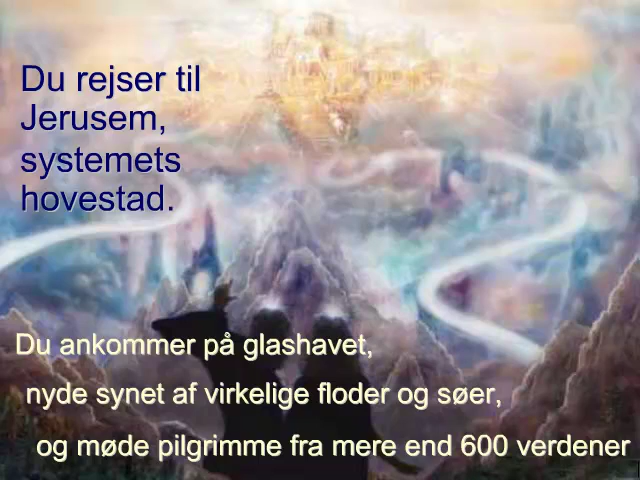 Du rejser til
Jerusem,
systemets
hovestad.
Du ankommer på glashavet,
nyde synet af virkelige floder og søer,
og møde pilgrimme fra mere end 600 verdener